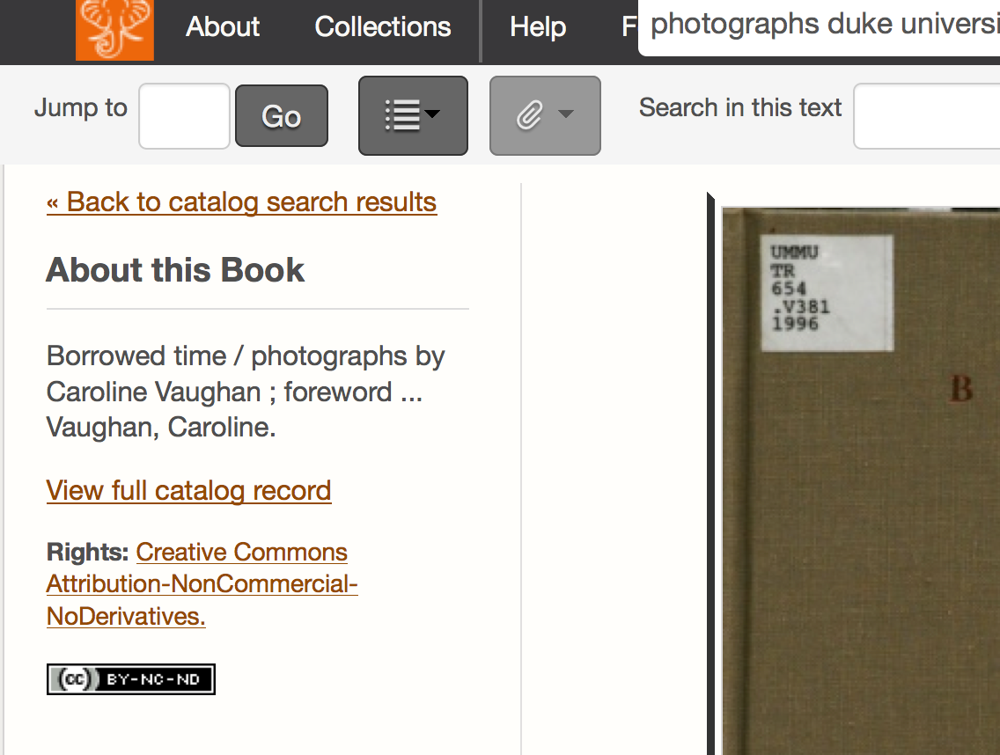 About Collections Help F photographs duke universi
Jump to Go Search in this text
« Back to catalog search results
About this Book
Borrowed time / photographs by
Caroline Vaughan ; foreword ...
Vaughan, Caroline.
View full catalog record
Rights: Creative Commons
Attribution-NonCommercial-
NoDerivatives.
(cc) BY-NC-ND
UMMU
TR
654
.V381
1996
B